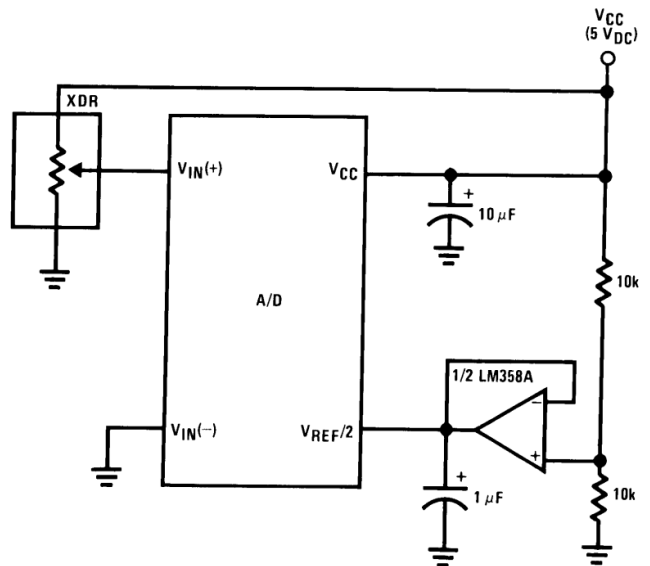 VCC
(5 VDC)
XDR
VIN(+)
VCC
+
10 μF
10k
A/D
1/2 LM358A
−
VIN(−)
VREF/2
+
+
1 μF
10k